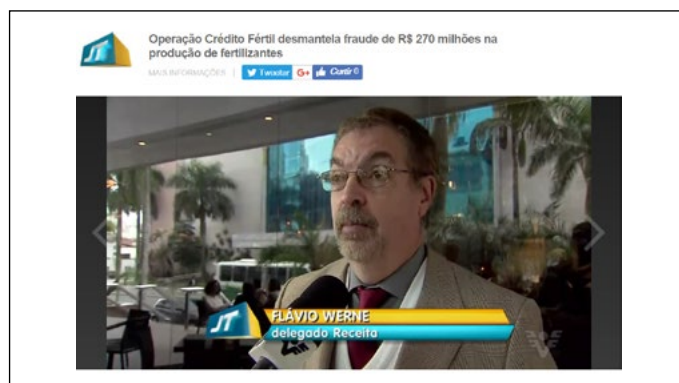 Operação Crédito Fértil desmantela fraude de R$ 270 milhões na
produção de fertilizantes
MAIS INFORMAÇÕES | Tweetar G+ Curtir 0
JT
FLÁVIO WERNE
delegado Receita